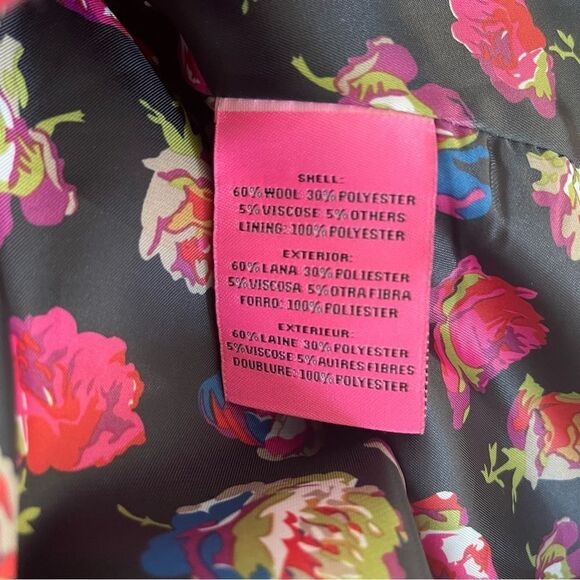 SHELL:
60% WOOL 30% POLYESTER
5% VISCOSE 5% OTHERS
LINING: 100% POLYESTER
EXTERIOR:
60% LANA 30% POLIESTER
5% VISCOSA 5% OTRA FIBRA
FORRO: 100% POLIESTER
EXTERIEUR:
60% LAINE 30% POLYESTER
5% VISCOSE 5% AUTRES FIBRES
DOUBLURE: 100% POLYESTER